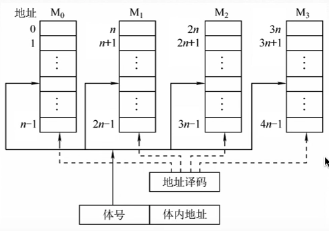 地址 M₀ M₁ M₂ M₃
0 n 2n 3n
1 n+1 2n+1 3n+1
n−1 2n−1 3n−1 4n−1
地址译码
体号 体内地址